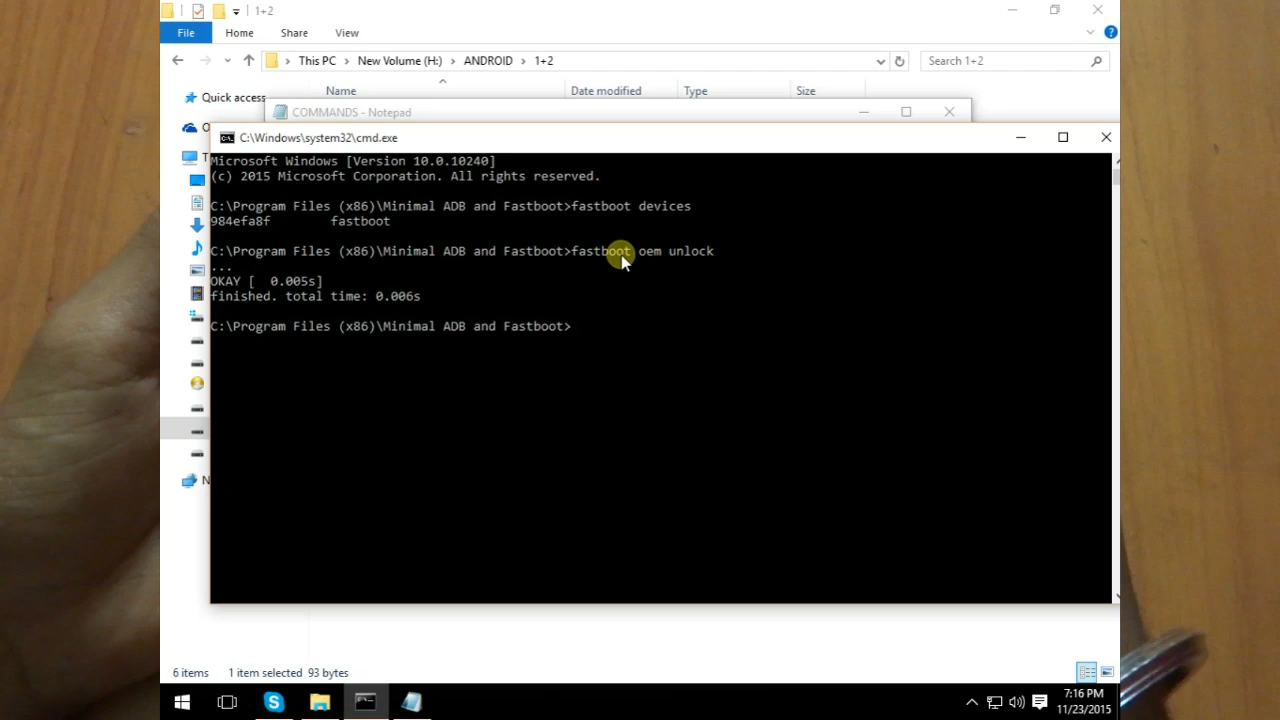 1+2
File
Home
Share
View
This PC
New Volume (H:)
ANDROID
1+2
Search 1+2
Quick access
Name
Date modified
Type
Size
COMMANDS - Notepad
O
C:\Windows\system32\cmd.exe
T
Microsoft Windows [Version 10.0.10240]
(c) 2015 Microsoft Corporation. All rights reserved.
C:\Program Files (x86)\Minimal ADB and Fastboot>fastboot devices
984efa8f        fastboot
C:\Program Files (x86)\Minimal ADB and Fastboot>fastboot oem unlock
...
OKAY [  0.005s]
finished. total time: 0.006s
C:\Program Files (x86)\Minimal ADB and Fastboot>
N
6 items
1 item selected 93 bytes
7:16 PM
11/23/2015